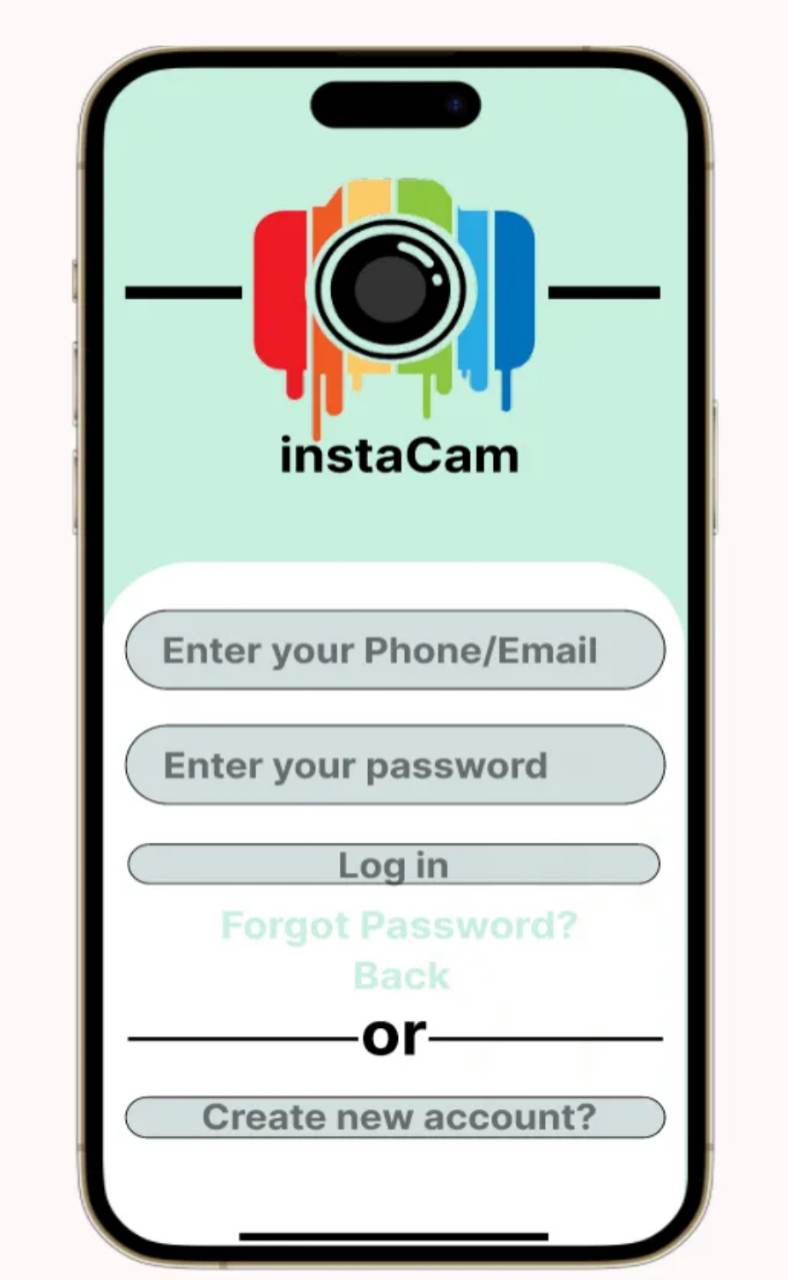 instaCam
Enter your Phone/Email
Enter your password
Log in
Forgot Password?
Back
or
Create new account?